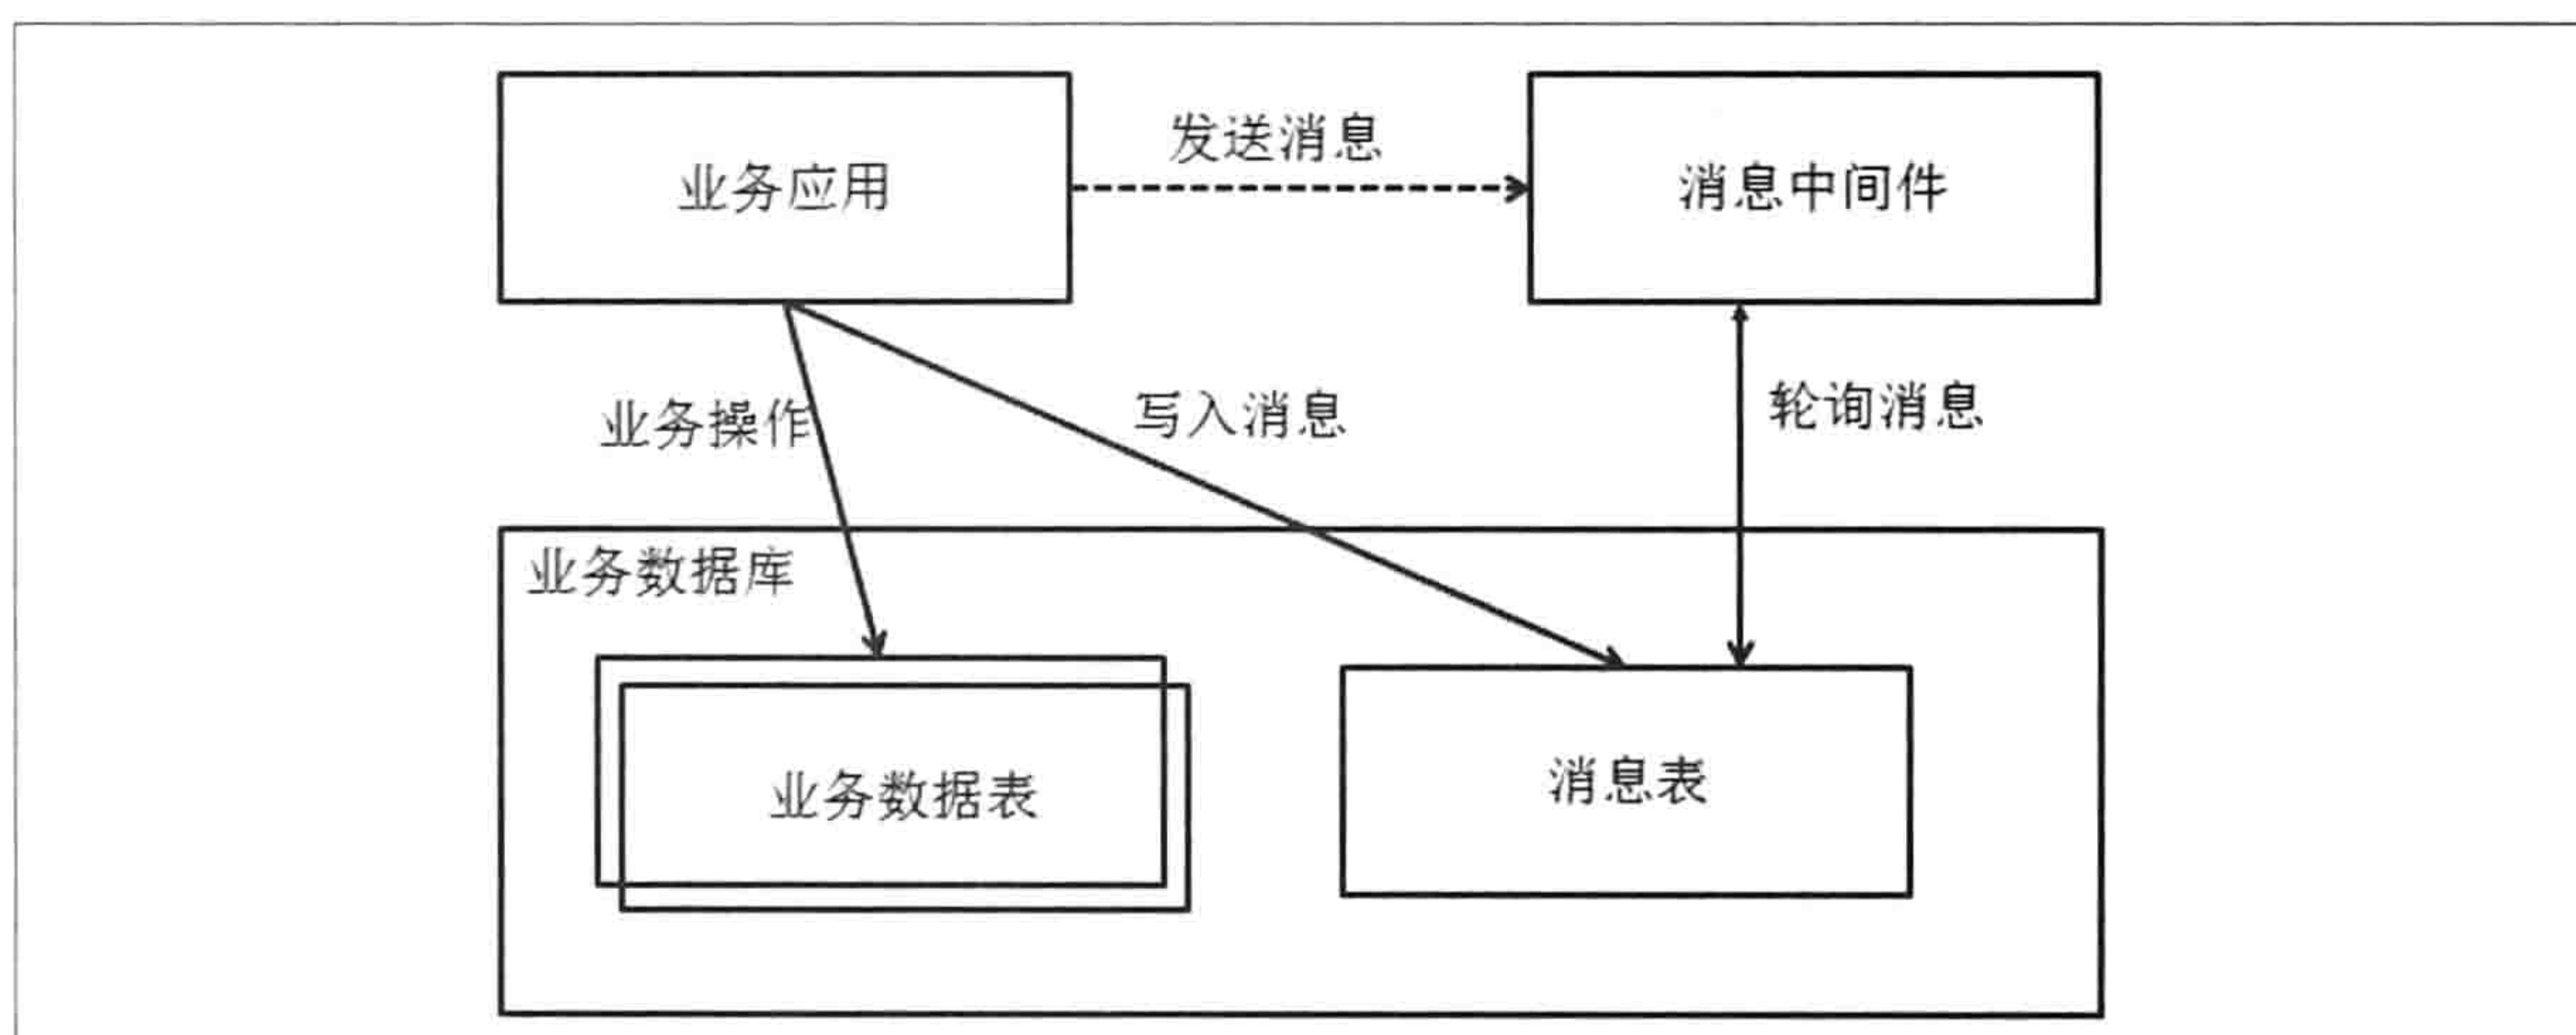 业务应用
发送消息
消息中间件
业务操作
写入消息
轮询消息
业务数据库
业务数据表
消息表